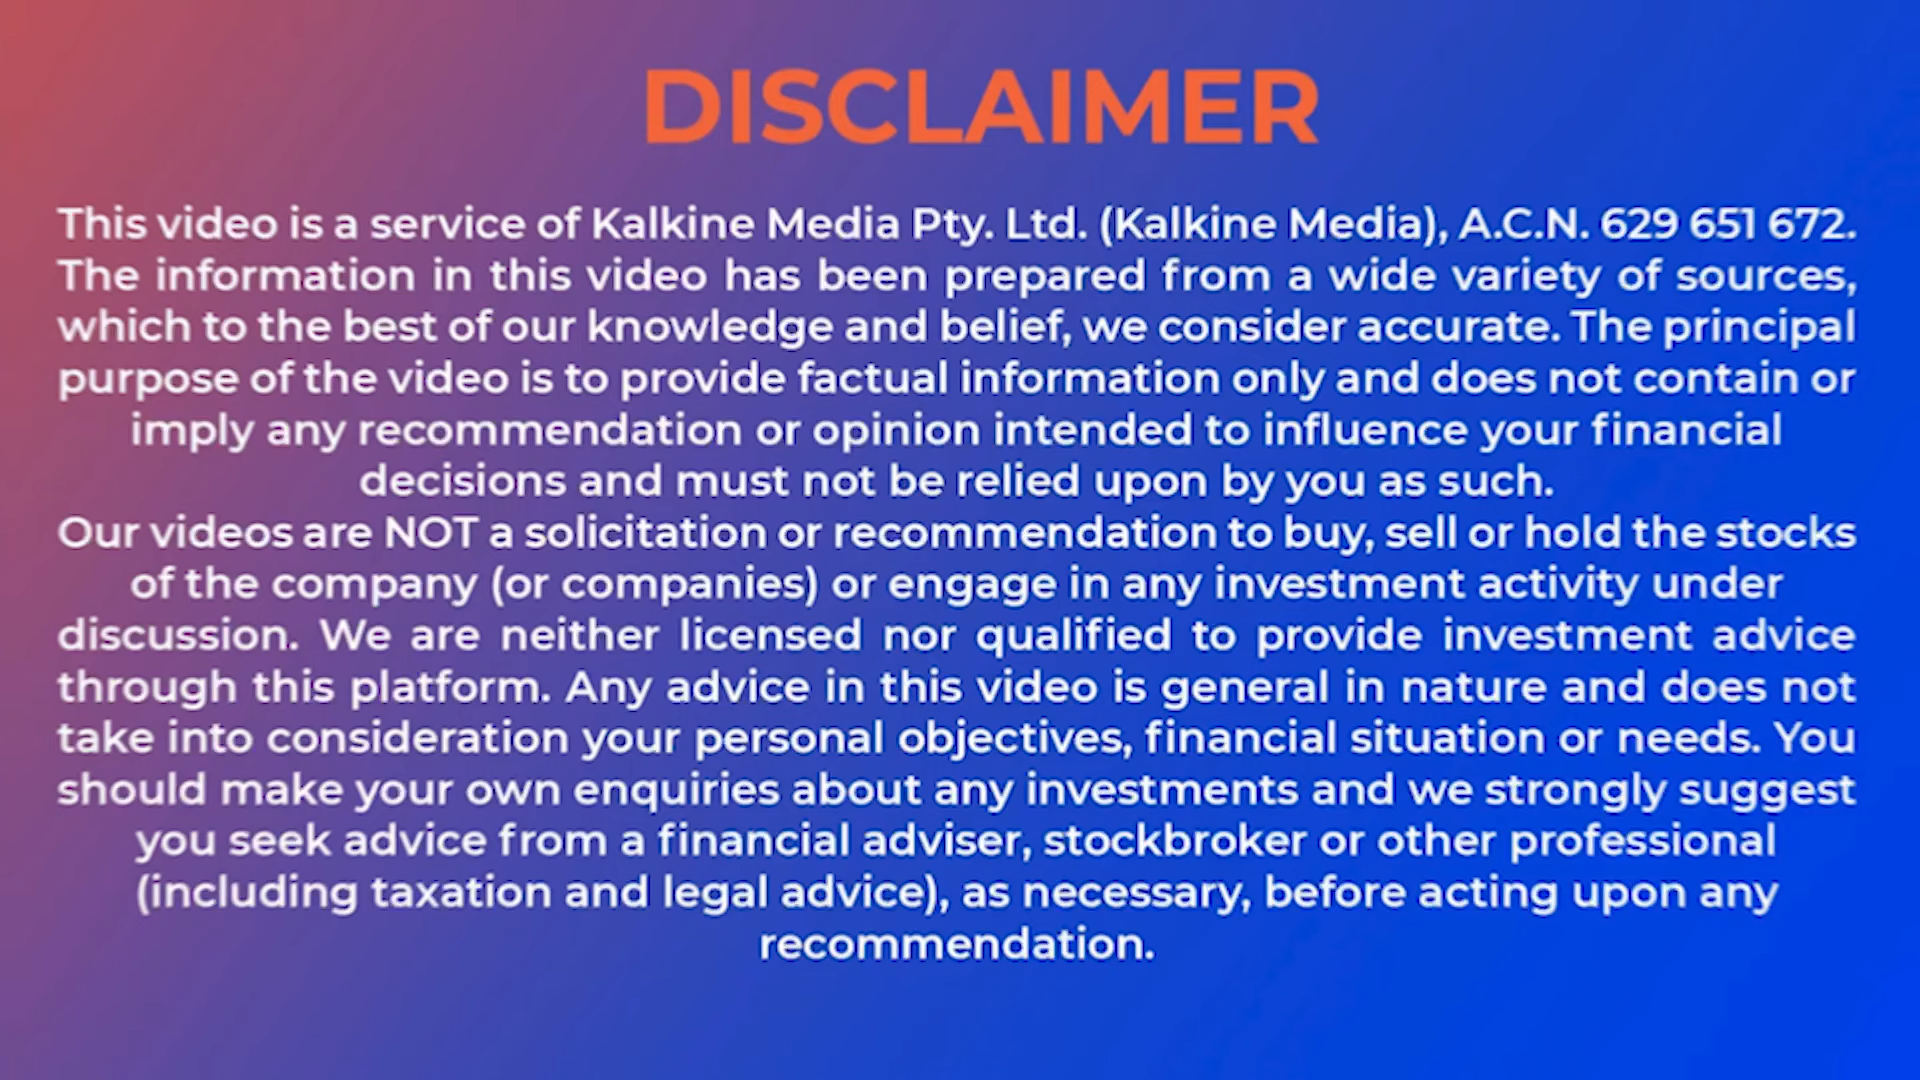 DISCLAIMER
This video is a service of Kalkine Media Pty. Ltd. (Kalkine Media), A.C.N. 629 651 672.
The information in this video has been prepared from a wide variety of sources,
which to the best of our knowledge and belief, we consider accurate. The principal
purpose of the video is to provide factual information only and does not contain or
imply any recommendation or opinion intended to influence your financial
decisions and must not be relied upon by you as such.
Our videos are NOT a solicitation or recommendation to buy, sell or hold the stocks
of the company (or companies) or engage in any investment activity under
discussion. We are neither licensed nor qualified to provide investment advice
through this platform. Any advice in this video is general in nature and does not
take into consideration your personal objectives, financial situation or needs. You
should make your own enquiries about any investments and we strongly suggest
you seek advice from a financial adviser, stockbroker or other professional
(including taxation and legal advice), as necessary, before acting upon any
recommendation.